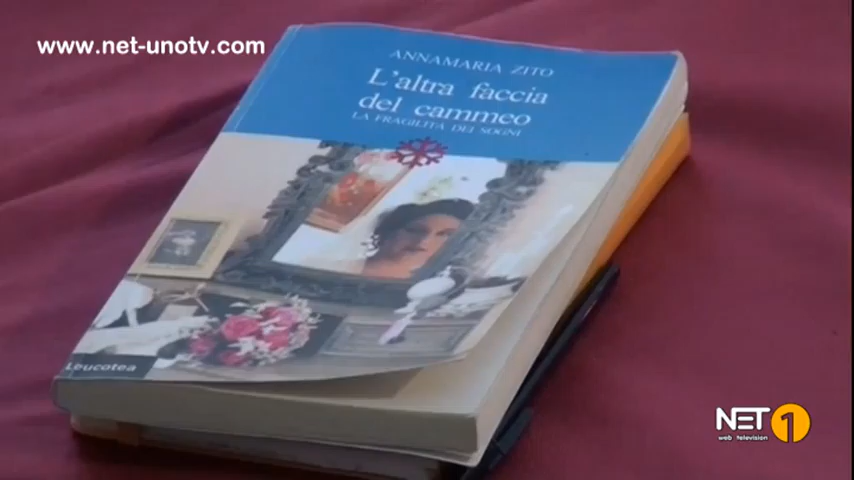 www.net-unotv.com
ANNAMARIA ZITO
L'altra faccia
del cammeo
LA FRAGILITÀ DEI SOGNI
Leucotea
NET 1
web television